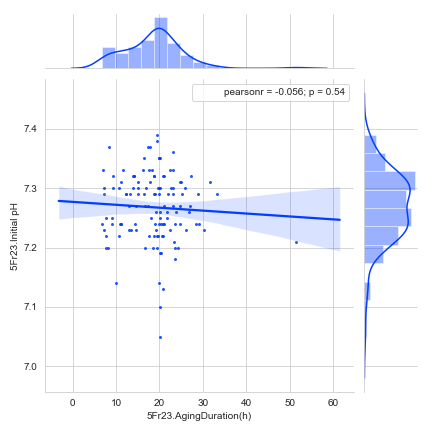 pearsonr = -0.056; p = 0.54
7.4
7.3
7.2
7.1
7.0
5Fr23.Initial pH
0 10 20 30 40 50 60
5Fr23.AgingDuration(h)